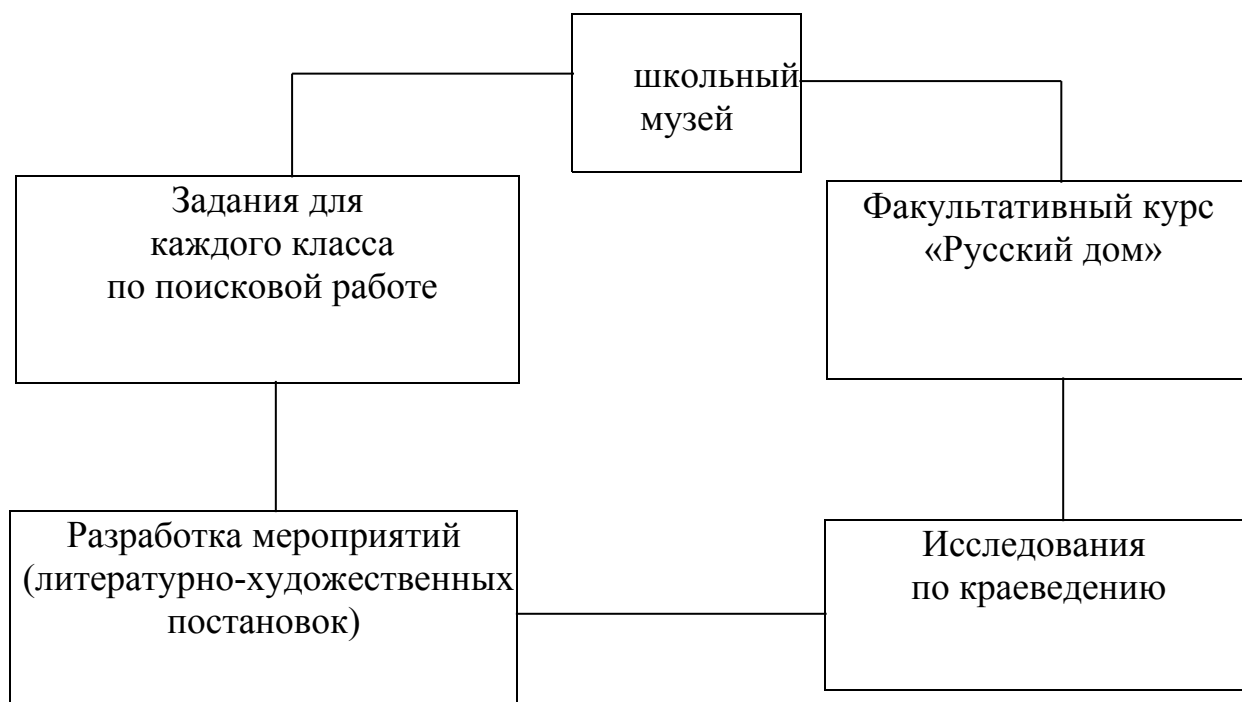 школьный
музей
Задания для
каждого класса
по поисковой работе
Факультативный курс
«Русский дом»
Разработка мероприятий
(литературно-художественных
постановок)
Исследования
по краеведению